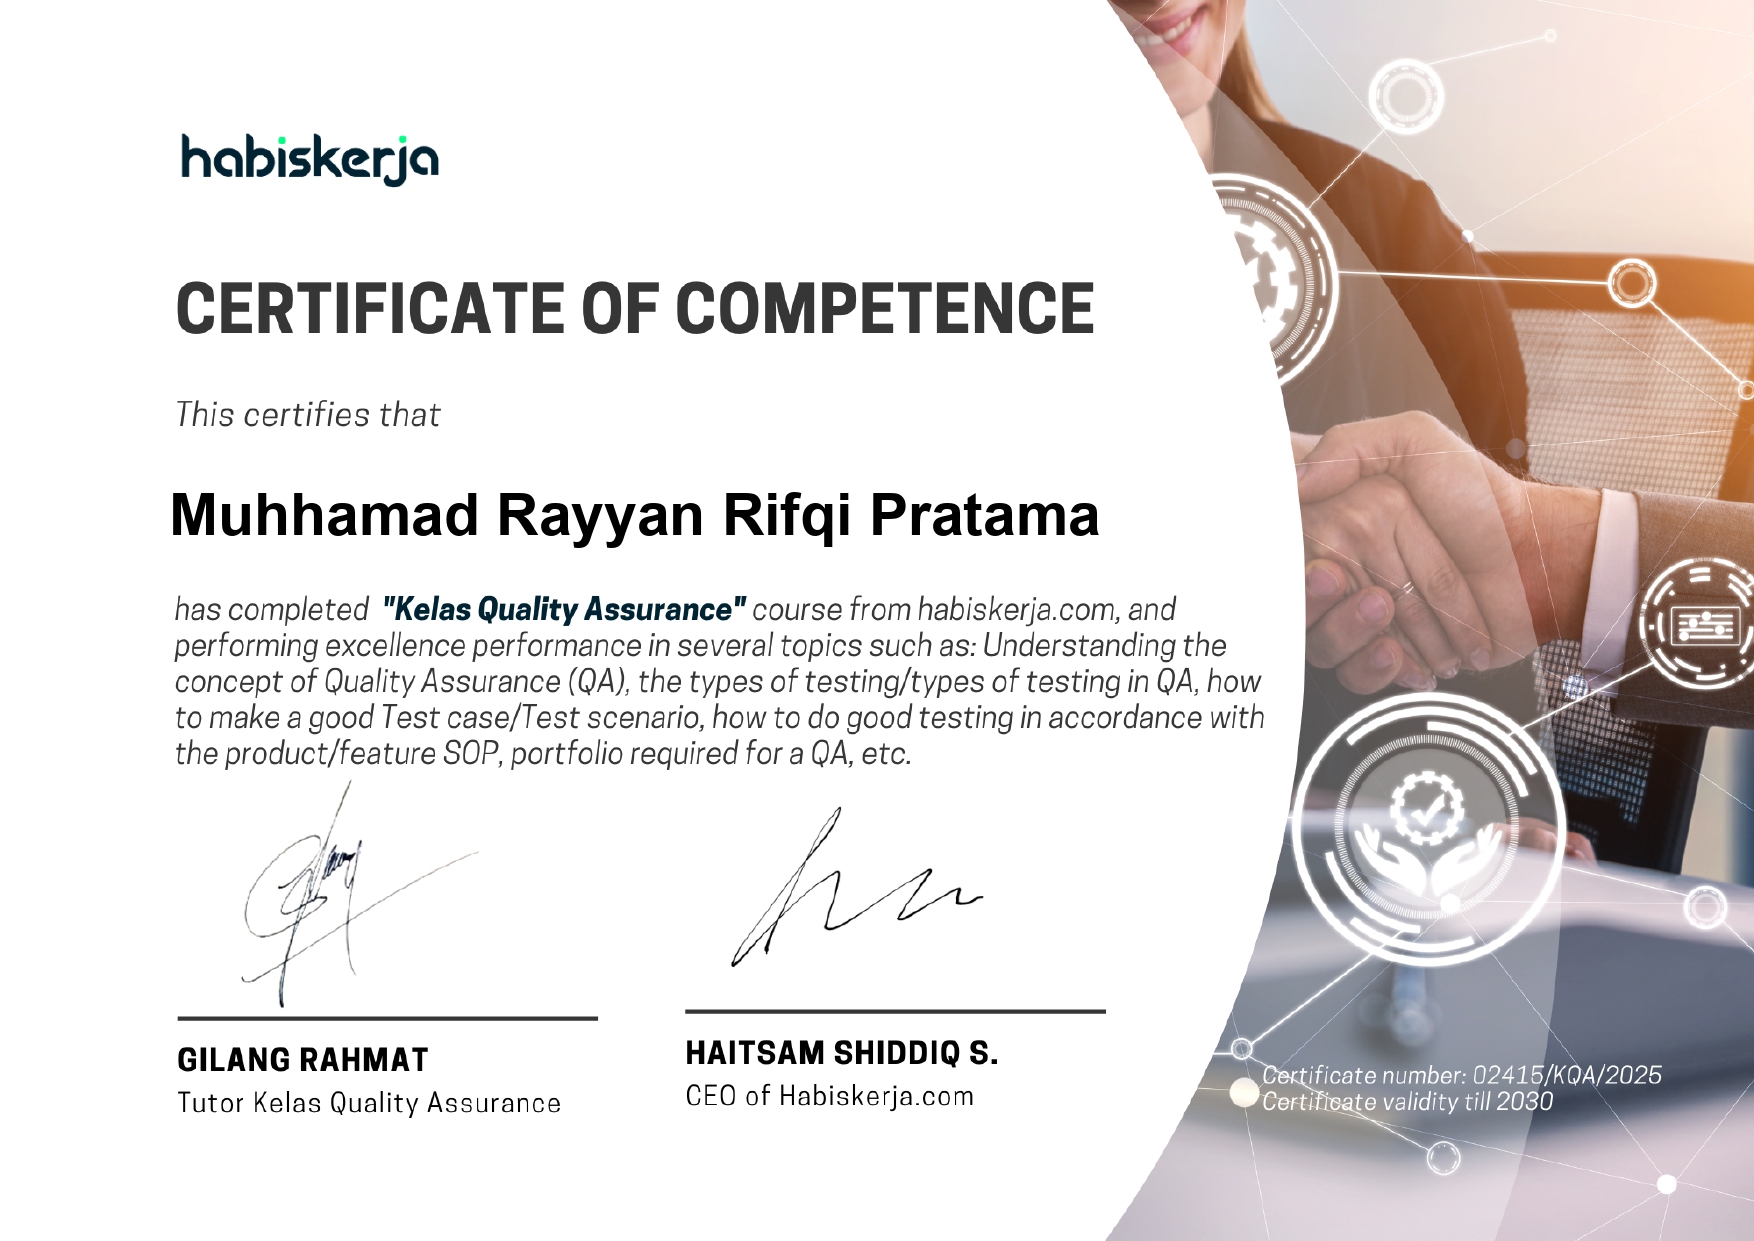 habiskerja
CERTIFICATE OF COMPETENCE
This certifies that
Muhhamad Rayyan Rifqi Pratama
has completed "Kelas Quality Assurance" course from habiskerja.com, and
performing excellence performance in several topics such as: Understanding the
concept of Quality Assurance (QA), the types of testing/types of testing in QA, how
to make a good Test case/Test scenario, how to do good testing in accordance with
the product/feature SOP, portfolio required for a QA, etc.
GILANG RAHMAT
Tutor Kelas Quality Assurance
HAITSAM SHIDDIQ S.
CEO of Habiskerja.com
Certificate number: 02415/KQA/2025
Certificate validity till 2030